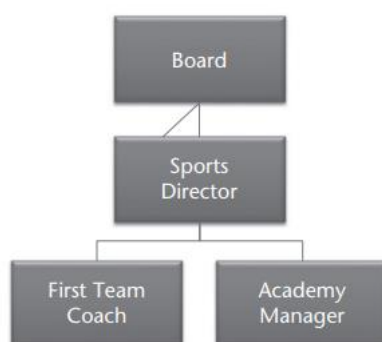 Board
Sports
Director
First Team
Coach
Academy
Manager